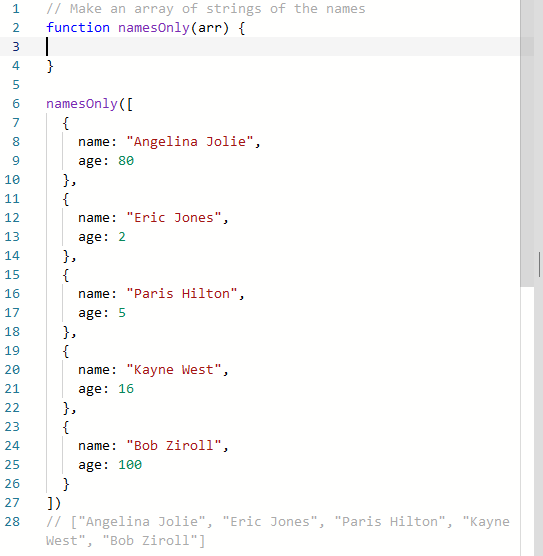 1 // Make an array of strings of the names
2 function namesOnly(arr) {
3
4 }
5
6 namesOnly([
7   {
8     name: "Angelina Jolie",
9     age: 80
10   },
11   {
12     name: "Eric Jones",
13     age: 2
14   },
15   {
16     name: "Paris Hilton",
17     age: 5
18   },
19   {
20     name: "Kayne West",
21     age: 16
22   },
23   {
24     name: "Bob Ziroll",
25     age: 100
26   }
27 ])
28 // ["Angelina Jolie", "Eric Jones", "Paris Hilton", "Kayne
West", "Bob Ziroll"]